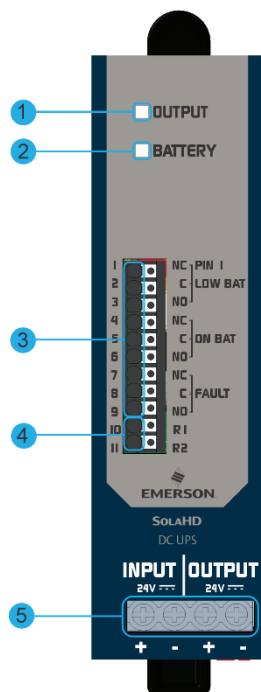 1 OUTPUT
2 BATTERY
1 NC PIN 1
2 C LOW BAT
3 NO
4 NC
3 5 C ON BAT
6 NO
7 NC
8 C FAULT
9 NO
4 10 R1
11 R2
EMERSON
SOLAHD
DC UPS
INPUT OUTPUT
24V 24V
5
+ - + -